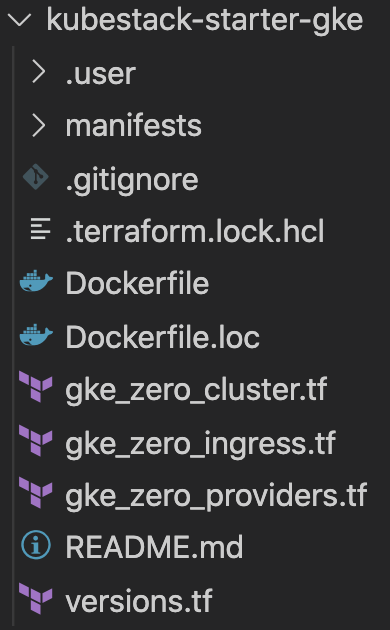 kubestack-starter-gke
.user
manifests
.gitignore
.terraform.lock.hcl
Dockerfile
Dockerfile.loc
gke_zero_cluster.tf
gke_zero_ingress.tf
gke_zero_providers.tf
README.md
versions.tf